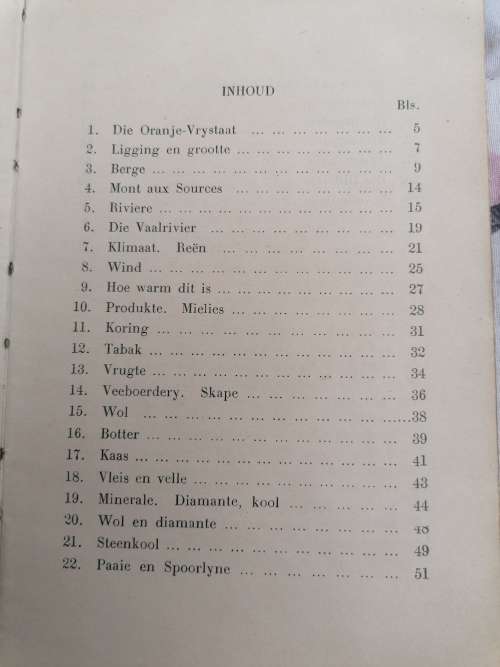 INHOUD
Bls.
1. Die Oranje-Vrystaat ... ... ... ... ... ... ... 5
2. Ligging en grootte ... ... ... ... ... ... ... 7
3. Berge ... ... ... ... ... ... ... ... ... ... ... 9
4. Mont aux Sources ... ... ... ... ... ... ... 14
5. Riviere ... ... ... ... ... ... ... ... ... ... 15
6. Die Vaalrivier ... ... ... ... ... ... ... ... 19
7. Klimaat. Reën ... ... ... ... ... ... ... ... 21
8. Wind ... ... ... ... ... ... ... ... ... ... ... 25
9. Hoe warm dit is ... ... ... ... ... ... ... ... 27
10. Produkte. Mielies ... ... ... ... ... ... ... 28
11. Koring ... ... ... ... ... ... ... ... ... ... 31
12. Tabak ... ... ... ... ... ... ... ... ... ... ... 32
13. Vrugte ... ... ... ... ... ... ... ... ... ... 34
14. Veeboerdery. Skape ... ... ... ... ... ... ... 36
15. Wol ... ... ... ... ... ... ... ... ... ... ......38
16. Botter ... ... ... ... ... ... ... ... ... ... ... 39
17. Kaas ... ... ... ... ... ... ... ... ... ... ... 41
18. Vleis en velle ... ... ... ... ... ... ... ... ... 43
19. Minerale. Diamante, kool ... ... ... ... ... 44
20. Wol en diamante ... ... ... ... ... ... ... ... 48
21. Steenkool ... ... ... ... ... ... ... ... ... ... 49
22. Paaie en Spoorlyne ... ... ... ... ... ... ... 51